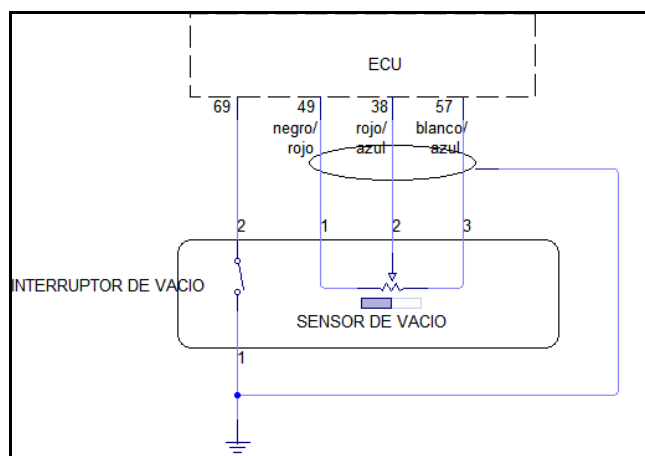 ECU
69 49 38 57
negro/ rojo/ blanco/
rojo azul azul
2 1 2 3
INTERRUPTOR DE VACIO
SENSOR DE VACIO
1